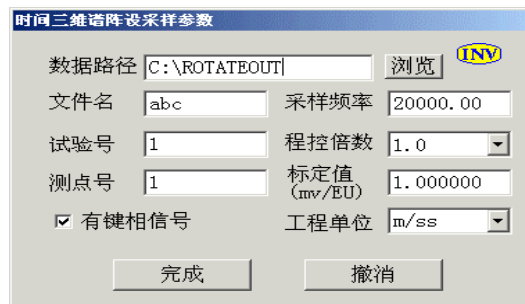 时间三维谱阵设采样参数
数据路径 C:\ROTATEOUT 浏览 INV
文件名 abc 采样频率 20000.00
试验号 1 程控倍数 1.0
测点号 1 标定值(mv/EU) 1.000000
有键相信号 工程单位 m/ss
完成 撤消